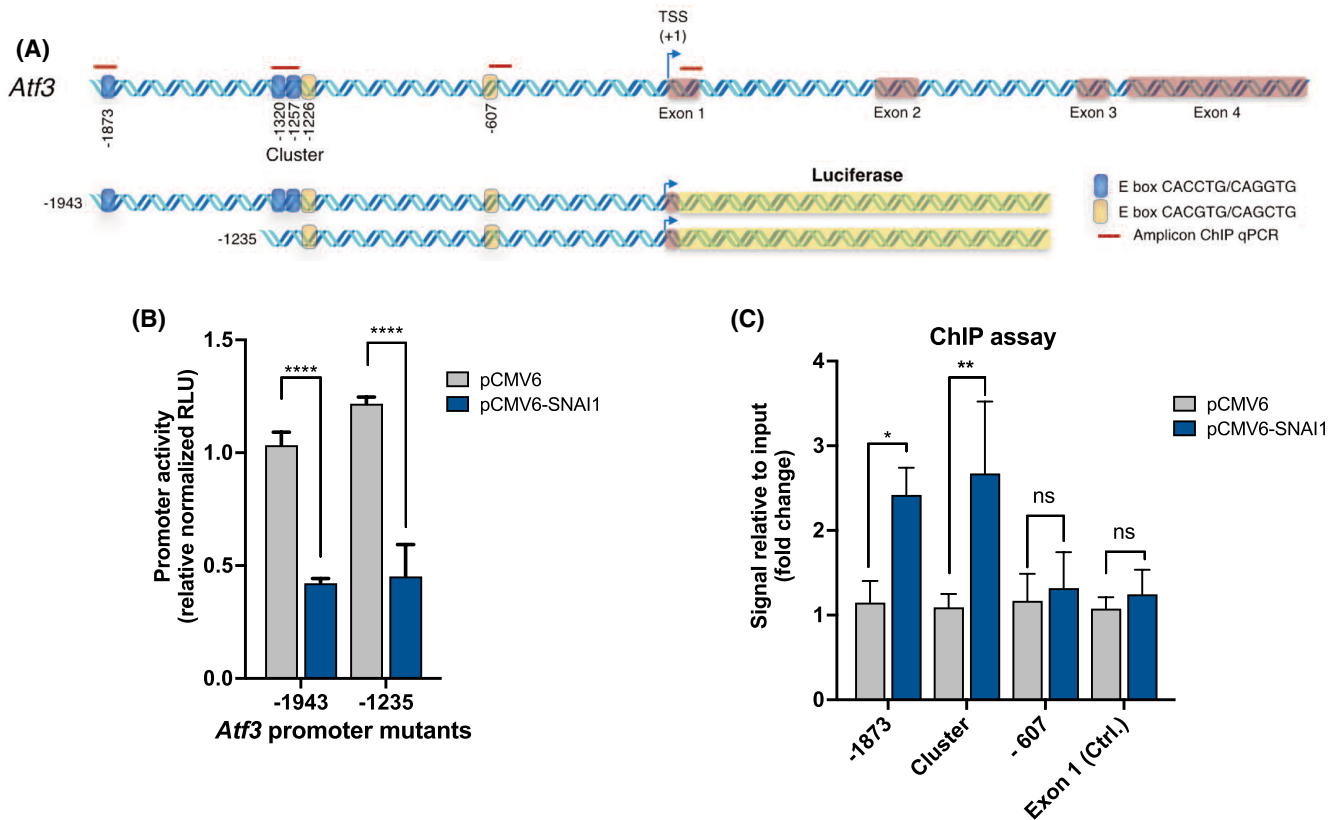 (A)
TSS
(+1)
Atf3
-1873
-1320
-1257
-1226
-607
Exon 1
Exon 2
Exon 3
Exon 4
Cluster
Luciferase
-1943
-1235
E box CACCTG/CAGGTG
E box CACGTG/CAGCTG
Amplicon ChIP qPCR
(B)
Promoter activity
(relative normalized RLU)
1.5
1.0
0.5
0.0
****
****
pCMV6
pCMV6-SNAI1
-1943
-1235
Atf3 promoter mutants
(C)
ChIP assay
Signal relative to input
(fold change)
4
3
2
1
0
*
**
ns
ns
pCMV6
pCMV6-SNAI1
-1873
Cluster
- 607
Exon 1 (Ctrl.)